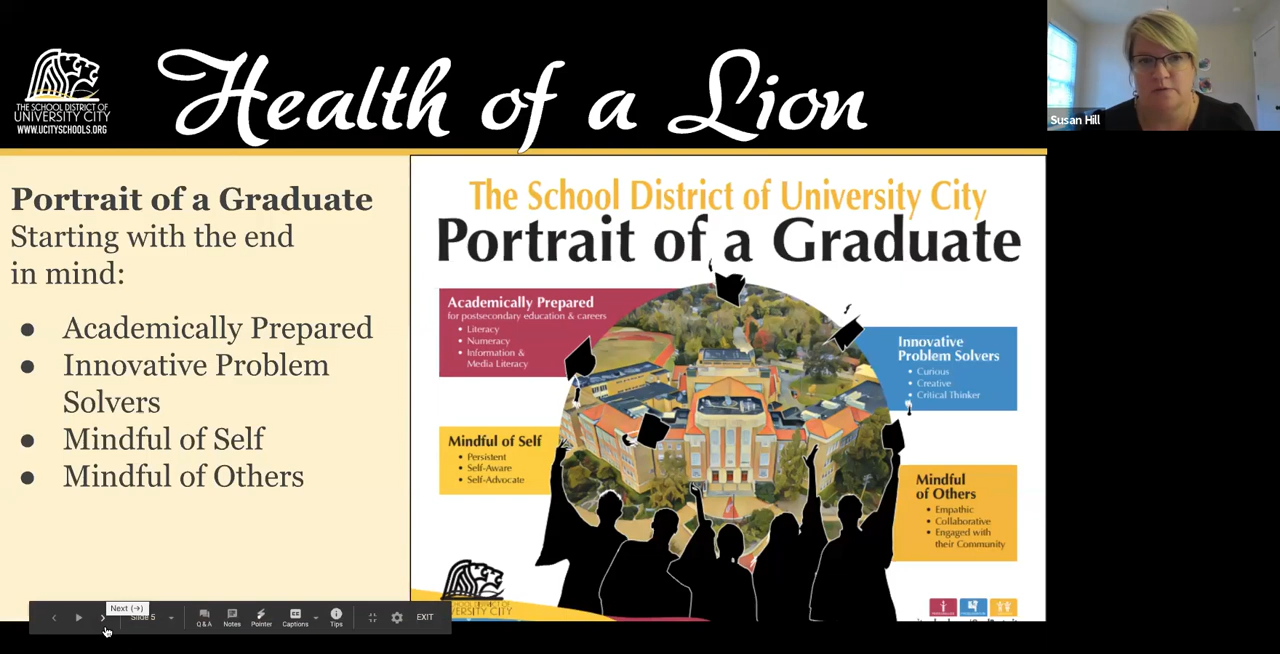 Health of a Lion
THE SCHOOL DISTRICT OF
UNIVERSITY CITY
WWW.UCITYSCHOOLS.ORG
Susan Hill
Portrait of a Graduate
Starting with the end
in mind:
● Academically Prepared
● Innovative Problem
Solvers
● Mindful of Self
● Mindful of Others
The School District of University City
Portrait of a Graduate
Academically Prepared
for postsecondary education & careers
• Literacy
• Numeracy
• Information &
Media Literacy
Innovative
Problem Solvers
• Curious
• Creative
• Critical Thinker
Mindful of Self
• Persistent
• Self-Aware
• Self-Advocate
Mindful
of Others
• Empathic
• Collaborative
• Engaged with
their Community
SCHOOL DISTRICT OF
VERSITY CITY
Next (→)
Slide 5
Q & A
Notes
Pointer
Captions
Tips
EXIT